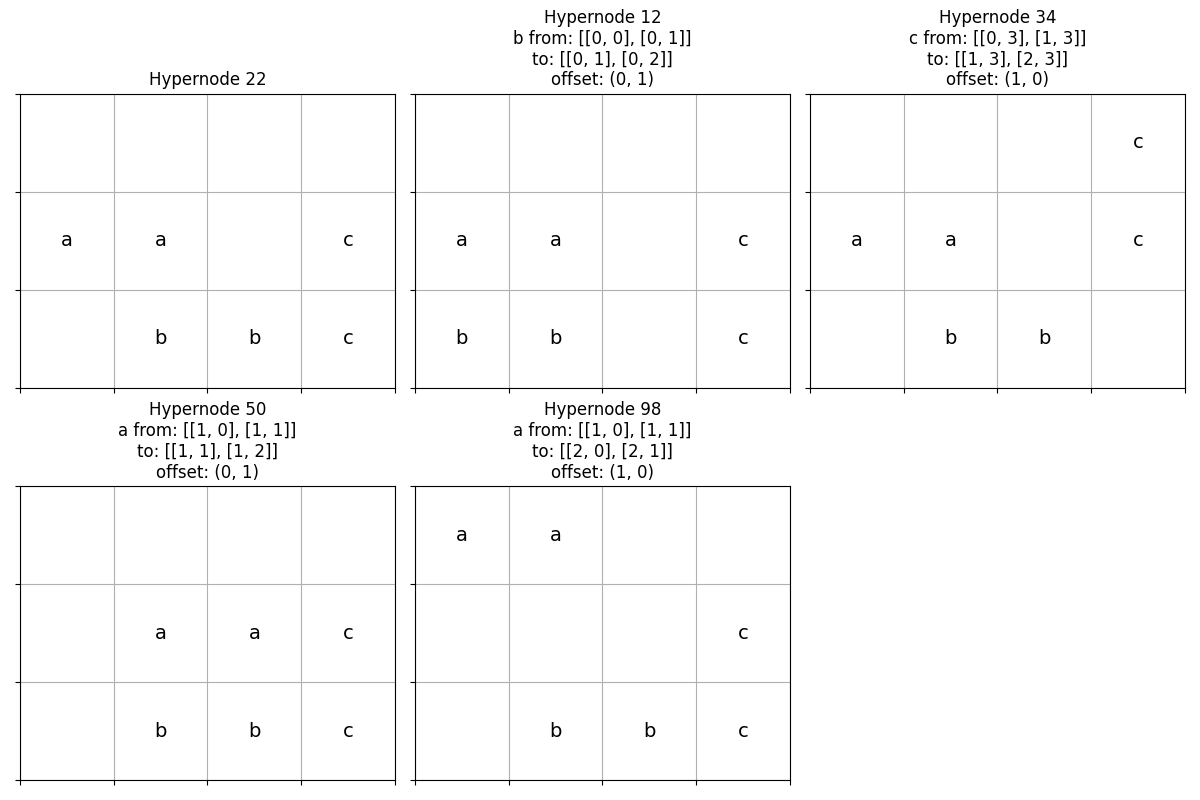 Hypernode 22
a a c
b b c
Hypernode 12
b from: [[0, 0], [0, 1]]
to: [[0, 1], [0, 2]]
offset: (0, 1)
a a c
b b c
Hypernode 34
c from: [[0, 3], [1, 3]]
to: [[1, 3], [2, 3]]
offset: (1, 0)
c
a a c
b b
Hypernode 50
a from: [[1, 0], [1, 1]]
to: [[1, 1], [1, 2]]
offset: (0, 1)
a a c
b b c
Hypernode 98
a from: [[1, 0], [1, 1]]
to: [[2, 0], [2, 1]]
offset: (1, 0)
a a
c
b b c